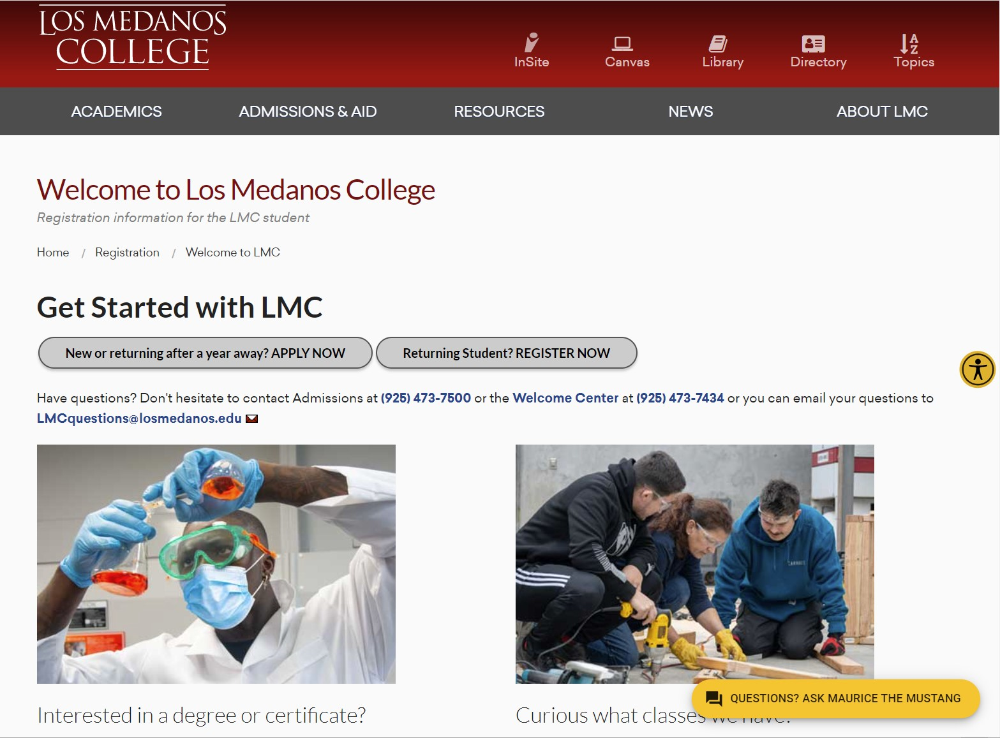 LOS MEDANOS
COLLEGE
InSite
Canvas
Library
Directory
A
Z
Topics
ACADEMICS
ADMISSIONS & AID
RESOURCES
NEWS
ABOUT LMC
Welcome to Los Medanos College
Registration information for the LMC student
Home / Registration / Welcome to LMC
Get Started with LMC
New or returning after a year away? APPLY NOW
Returning Student? REGISTER NOW
Have questions? Don't hesitate to contact Admissions at (925) 473-7500 or the Welcome Center at (925) 473-7434 or you can email your questions to
LMCquestions@losmedanos.edu
Interested in a degree or certificate?
Curious what classes we have?
QUESTIONS? ASK MAURICE THE MUSTANG